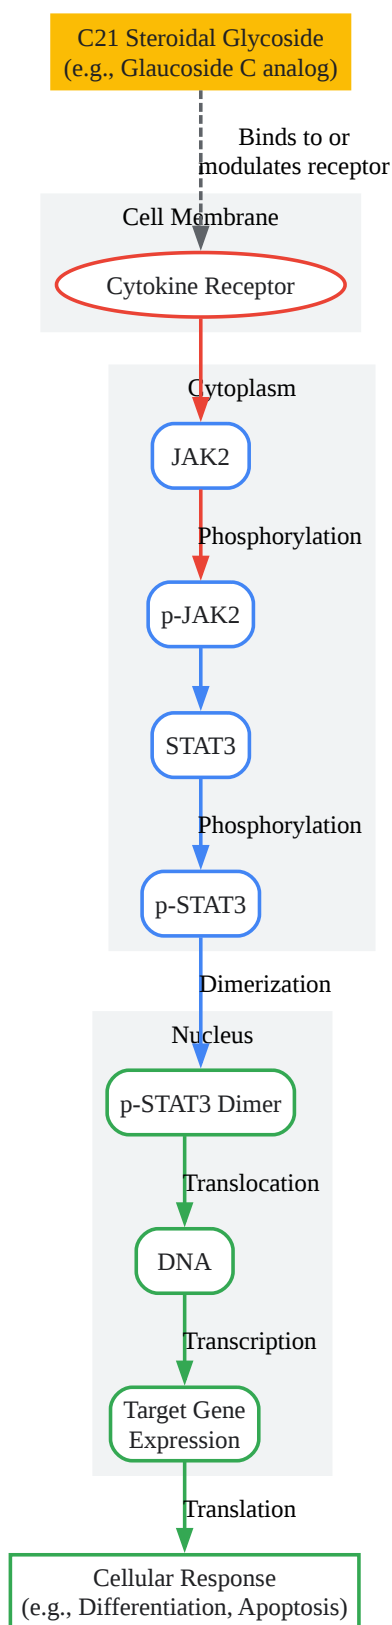 C21 Steroidal Glycoside
(e.g., Glaucoside C analog)
Binds to or
modulates receptor
Cell Membrane
Cytokine Receptor
Cytoplasm
JAK2
Phosphorylation
p-JAK2
STAT3
Phosphorylation
p-STAT3
Dimerization
Nucleus
p-STAT3 Dimer
Translocation
DNA
Transcription
Target Gene
Expression
Translation
Cellular Response
(e.g., Differentiation, Apoptosis)